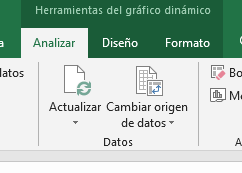 Herramientas del gráfico dinámico
Analizar Diseño Formato
Actualizar Cambiar origen
de datos
Datos